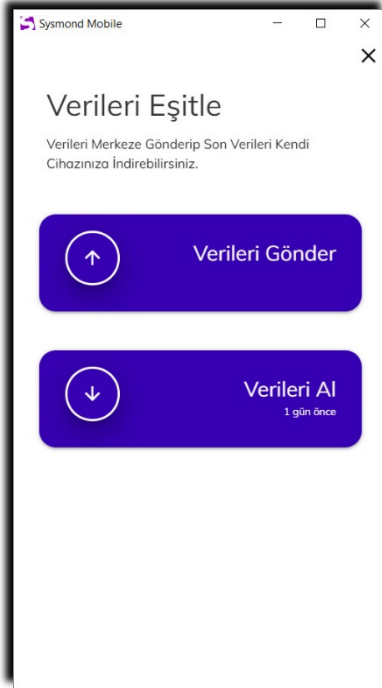 Sysmond Mobile
Verileri Eşitle
Verileri Merkeze Gönderip Son Verileri Kendi
Cihazınıza İndirebilirsiniz.
Verileri Gönder
Verileri Al
1 gün önce